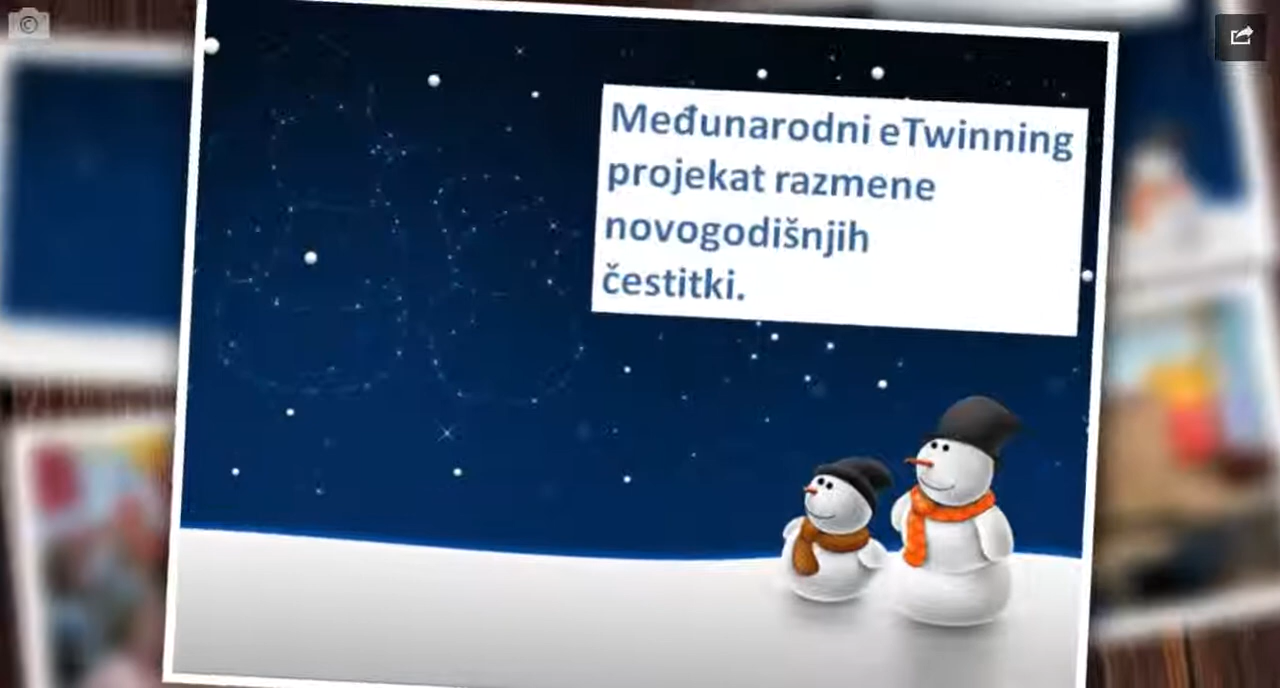 Međunarodni eTwinning
projekat razmene
novogodišnjih
čestitki.